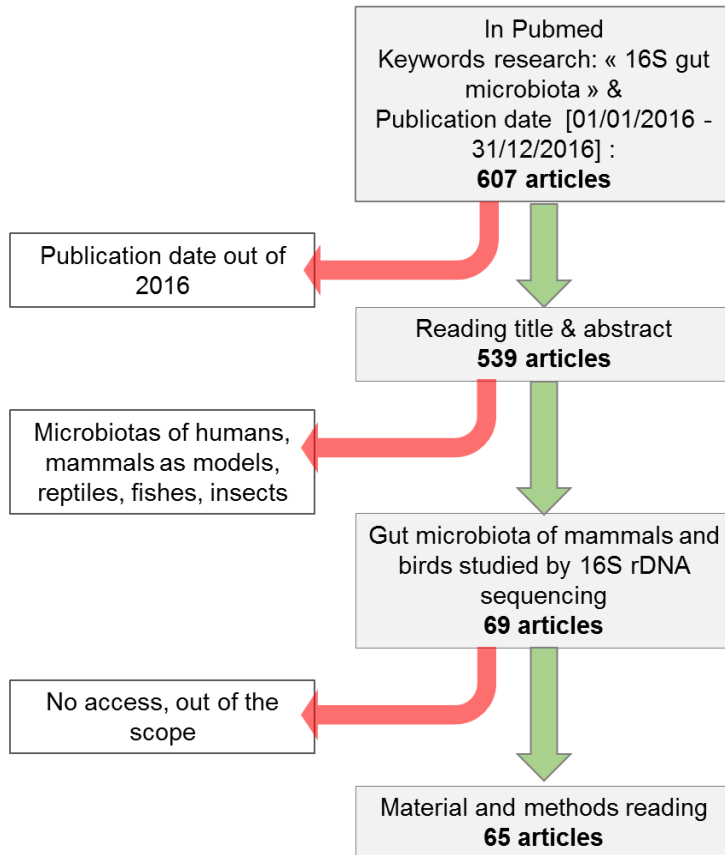 In Pubmed
Keywords research: « 16S gut
microbiota » &
Publication date  [01/01/2016 -
31/12/2016] :
607 articles
Publication date out of
2016
Reading title & abstract
539 articles
Microbiotas of humans,
mammals as models,
reptiles, fishes, insects
Gut microbiota of mammals and
birds studied by 16S rDNA
sequencing
69 articles
No access, out of the
scope
Material and methods reading
65 articles